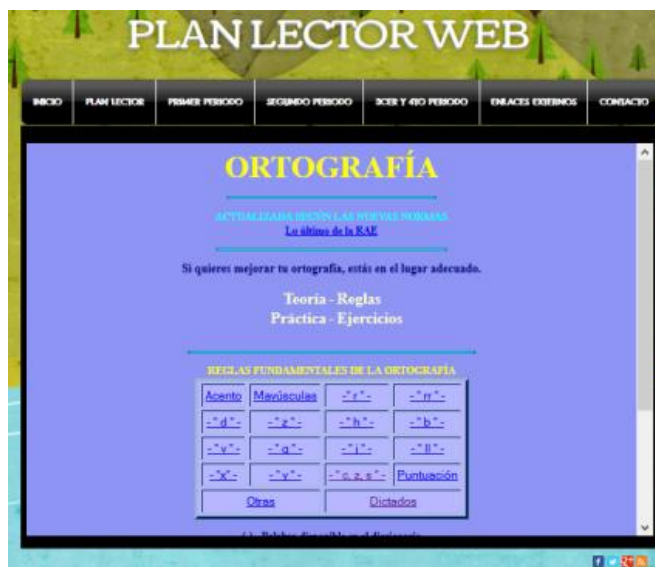 PLAN LECTOR WEB
INICIO PLAN LECTOR PRIMER PERIODO SEGUNDO PERIODO 3CER Y 4TO PERIODO ENLACES EXTERNOS CONTACTO
ORTOGRAFÍA
ACTUALIZADA SEGÚN LAS NUEVAS NORMAS
Lo último de la RAE
Si quieres mejorar tu ortografía, estás en el lugar adecuado.
Teoría - Reglas
Práctica - Ejercicios
REGLAS FUNDAMENTALES DE LA ORTOGRAFÍA
Acento Mayúsculas -"r"- -"rr"-
-"d"- -"z"- -"h"- -"b"-
-"v"- -"g"- -"j"- -"ll"-
-"x"- -"y"- -"c, z, s"- Puntuación
Otras Dictados